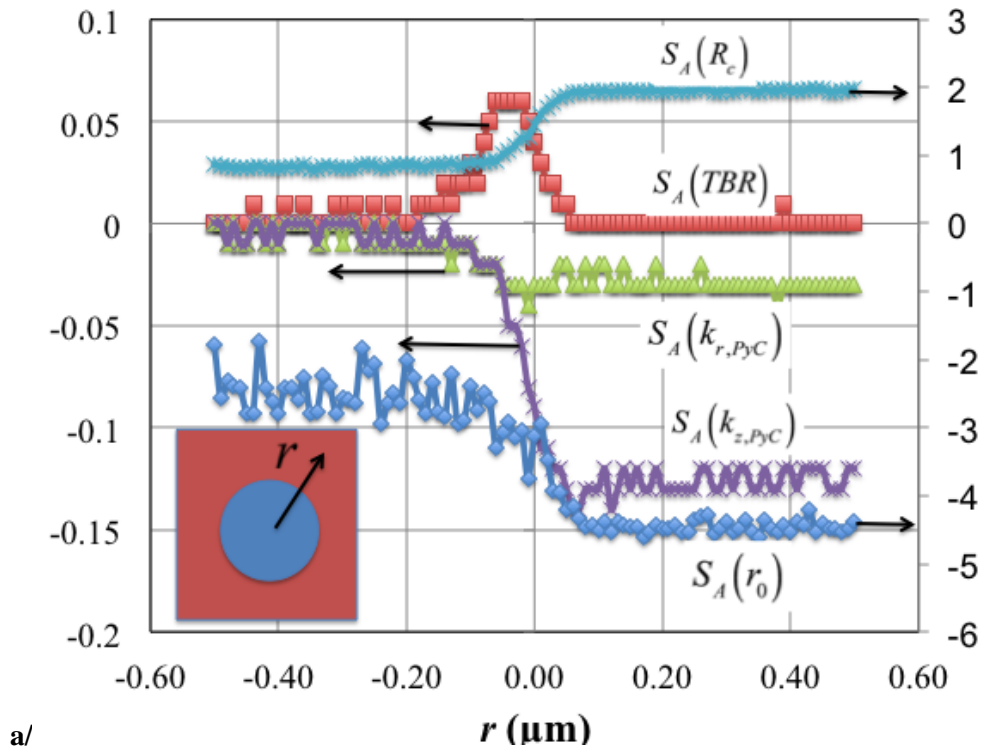 0.1
0.05
0
-0.05
-0.1
-0.15
-0.2
3
2
1
0
-1
-2
-3
-4
-5
-6
S_A(R_c)
S_A(TBR)
S_A(k_{r,PyC})
S_A(k_{z,PyC})
S_A(r_0)
r
-0.60 -0.40 -0.20 0.00 0.20 0.40 0.60
a/
r (μm)